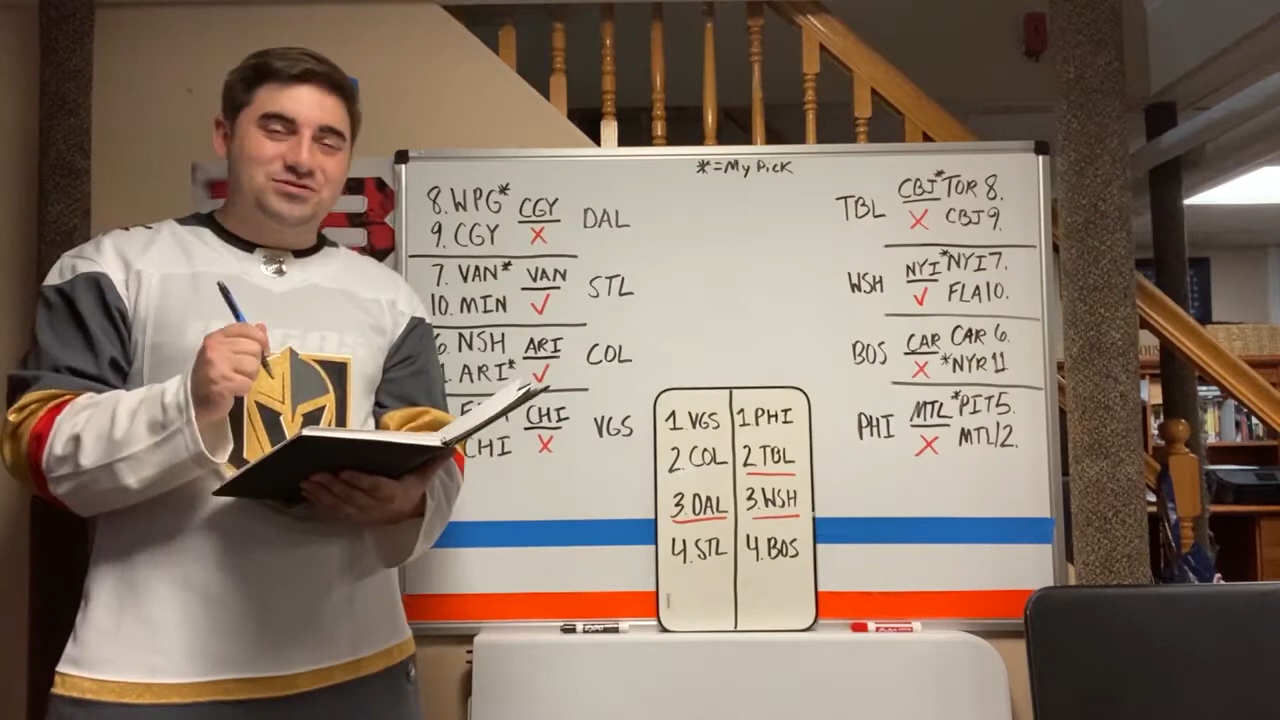 *=My Pick
8. WPG* CGY DAL
9. CGY X
7. VAN* VAN STL
10. MIN ✓
NSH ARI COL
ARI* ✓
CHI VGS
CHI X
TBL CBJ *TOR 8.
X CBJ 9.
WSH NYI *NYI 7.
✓ FLA 10.
BOS CAR CAR 6.
X *NYR 11
PHI MTL *PIT 5.
X MTL 12.
1. VGS 1. PHI
2. COL 2. TBL
3. DAL 3. WSH
4. STL 4. BOS